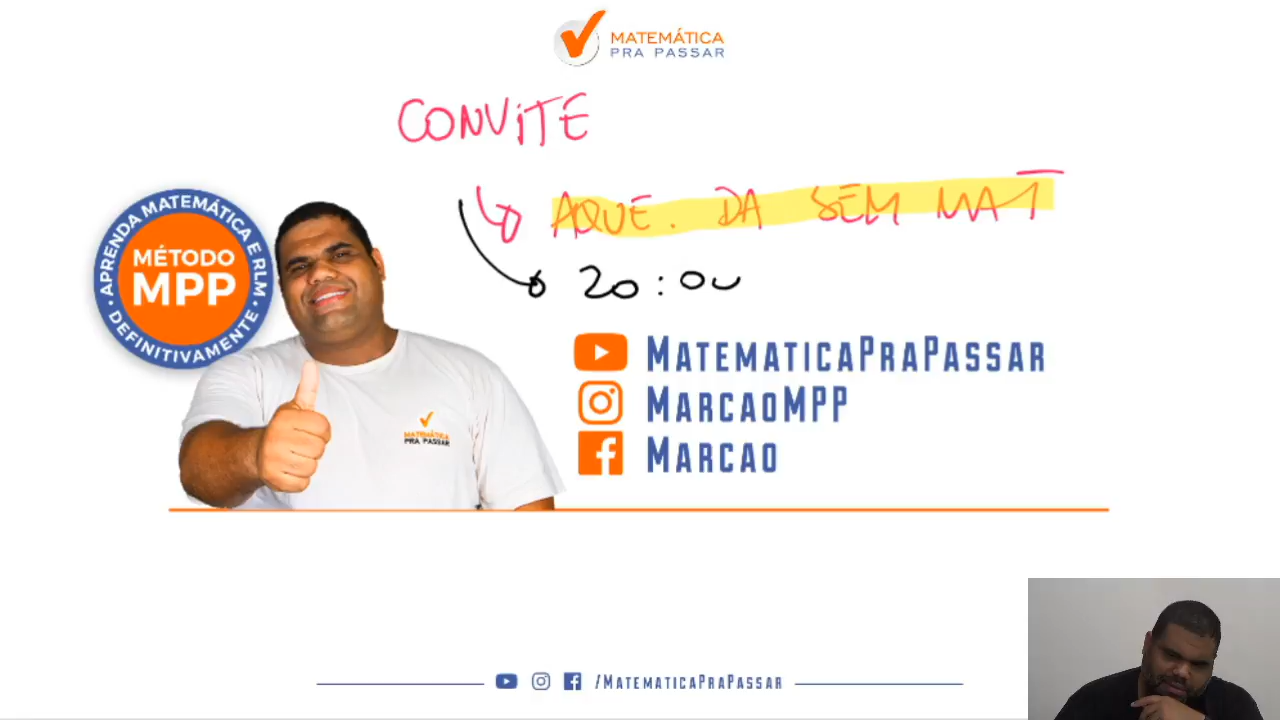 MATEMÁTICA
PRA PASSAR
CONVITE
AQUE. DA SEM MAT
20:00
APRENDA MATEMÁTICA E RLM
MÉTODO
MPP
DEFINITIVAMENTE
MATEMÁTICA
PRA PASSAR
MATEMATICAPRAPASSAR
MARCAOMPP
MARCAO
/MATEMATICAPRAPASSAR